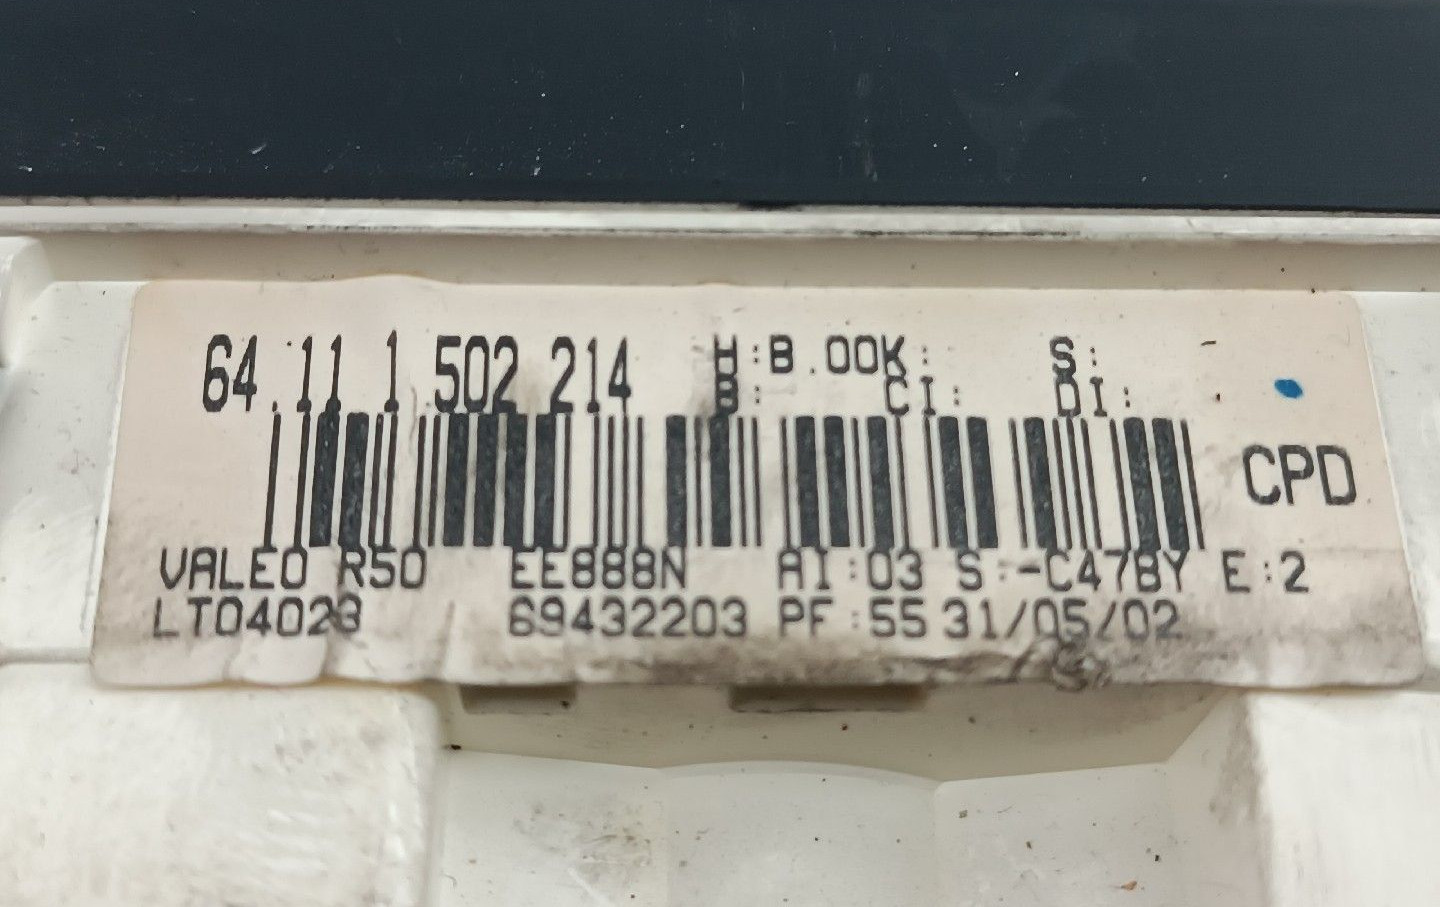 64.11 1.502 214 H:B.00K: S:
B: CI: DI:
CPD
VALEO R50 EE888N AI:03 S:-C47BY E:2
LT04023 69432203 PF:55 31/05/02